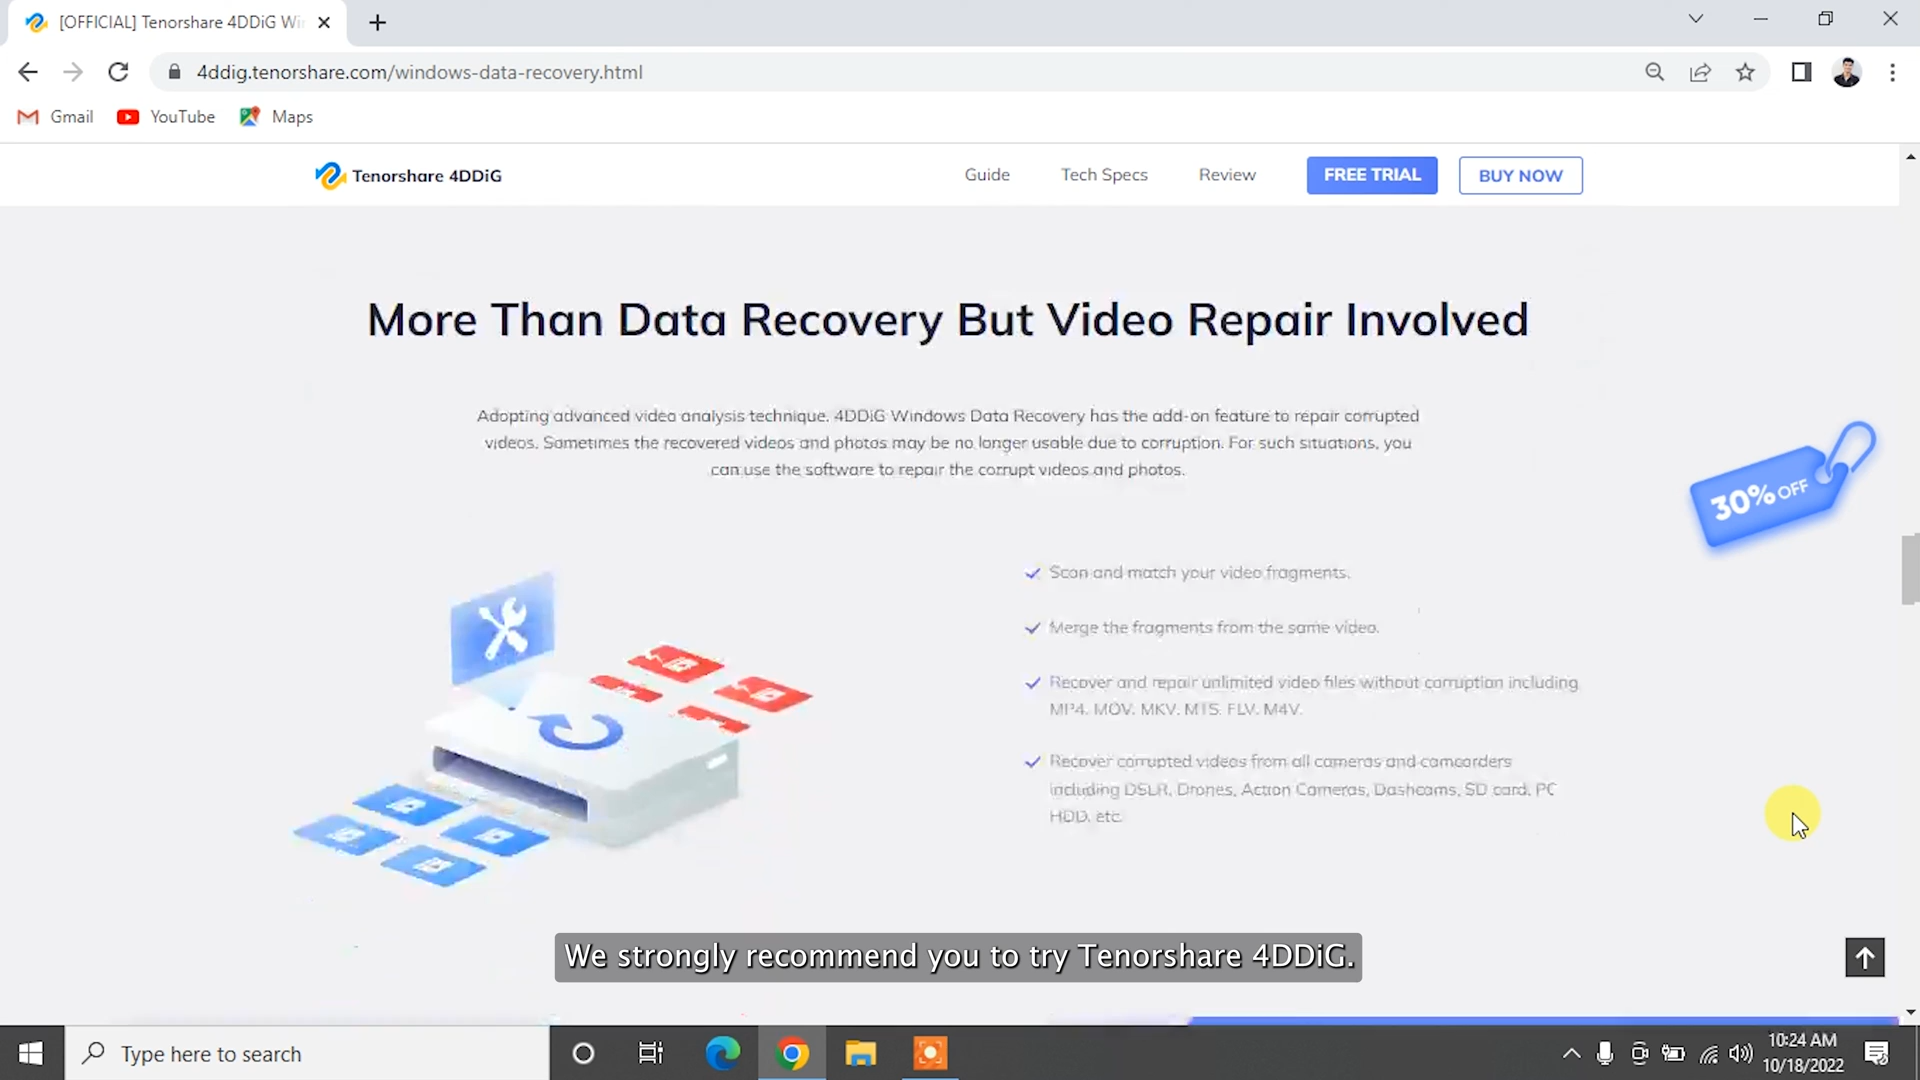 [OFFICIAL] Tenorshare 4DDiG Wi
4ddig.tenorshare.com/windows-data-recovery.html
Gmail
YouTube
Maps
Tenorshare 4DDiG
Guide
Tech Specs
Review
FREE TRIAL
BUY NOW
More Than Data Recovery But Video Repair Involved
Adopting advanced video analysis technique. 4DDiG Windows Data Recovery has the add-on feature to repair corrupted
videos. Sometimes the recovered videos and photos may be no longer usable due to corruption. For such situations, you
can use the software to repair the corrupt videos and photos.
30% OFF
Scan and match your video fragments.
Merge the fragments from the same video.
Recover and repair unlimited video files without corruption including
MP4. MOV. MKV. MTS. FLV. M4V.
Recover corrupted videos from all cameras and camcorders
including DSLR, Drones, Action Cameras, Dashcams, SD card, PC
HDD. etc.
We strongly recommend you to try Tenorshare 4DDiG.
Type here to search
10:24 AM
10/18/2022